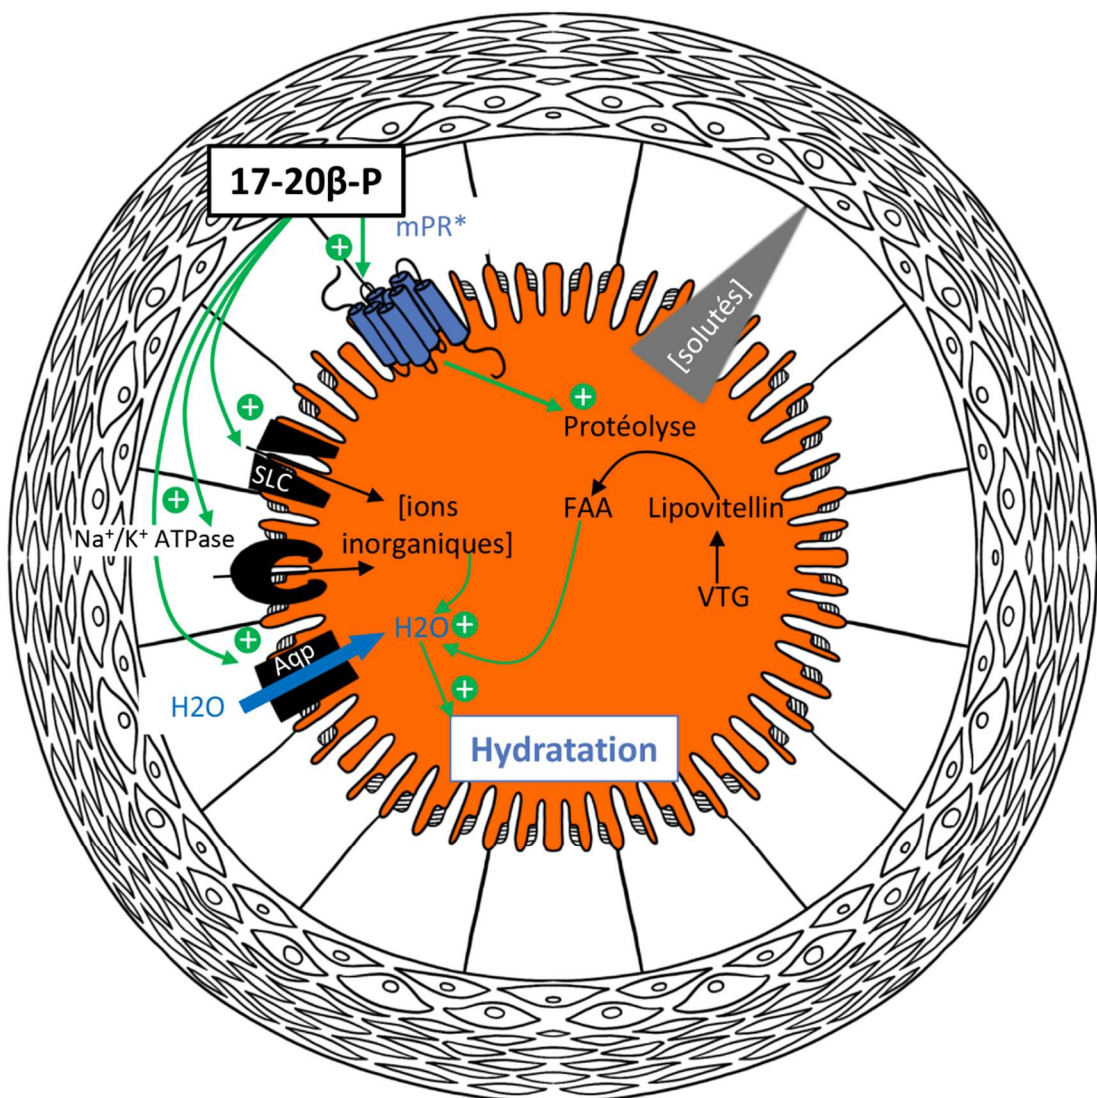 17-20β-P
mPR*
+
[solutés]
+
Protéolyse
+
SLC
[ions
inorganiques]
FAA
Lipovitellin
+
Na⁺/K⁺ ATPase
VTG
H2O
+
+
Aqp
H2O
+
Hydratation